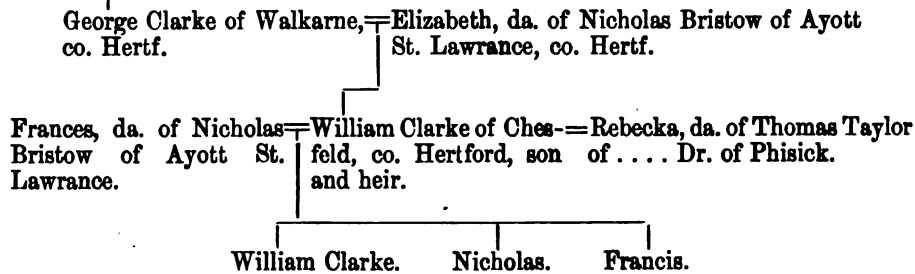 George Clarke of Walkarne,
co. Hertf.
Elizabeth, da. of Nicholas Bristow of Ayott
St. Lawrance, co. Hertf.
Frances, da. of Nicholas
Bristow of Ayott St.
Lawrance.
William Clarke of Ches-
feld, co. Hertford, son
and heir.
Rebecka, da. of Thomas Taylor
of .... Dr. of Phisick.
William Clarke.
Nicholas.
Francis.